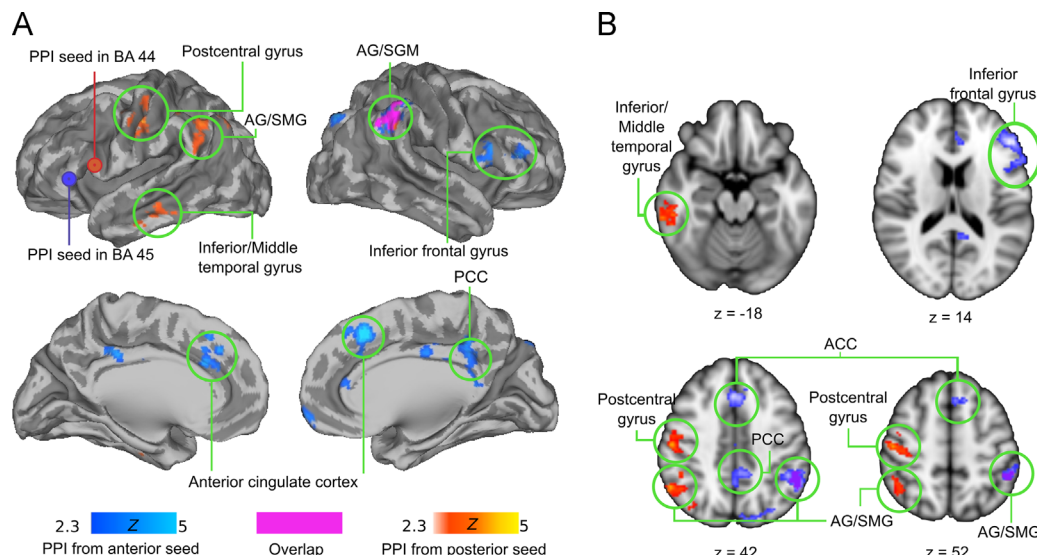 A
B
PPI seed in BA 44
Postcentral gyrus
AG/SGM
AG/SMG
PPI seed in BA 45
Inferior/Middle
temporal gyrus
Inferior frontal gyrus
PCC
Anterior cingulate cortex
2.3 Z 5
PPI from anterior seed
Overlap
2.3 Z 5
PPI from posterior seed
Inferior/
Middle
temporal
gyrus
Inferior
frontal gyrus
z = -18
z = 14
ACC
Postcentral
gyrus
Postcentral
gyrus
PCC
AG/SMG
AG/SMG
z = 42
z = 52